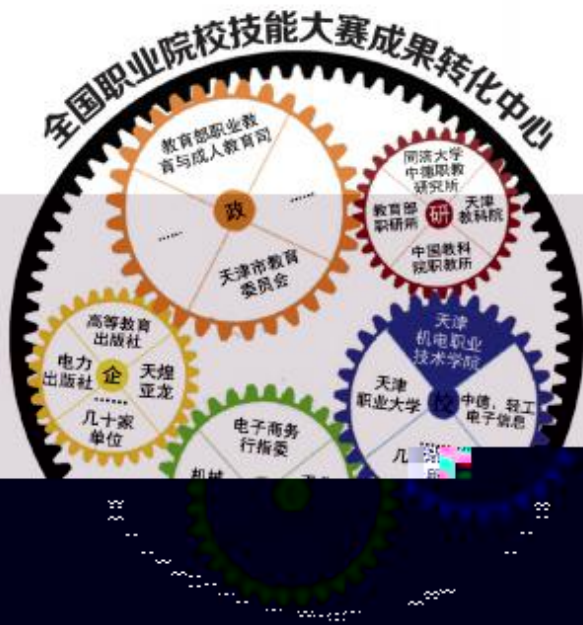 全国职业院校技能大赛成果转化中心
教育部职业教
育与成人教育司
……
政
……
天津市教育
委员会
同济大学
中德职教
研究所
教育部
职研所
研
天津
教科院
中国教科
院职教所
高等教育
出版社
电力
出版社
企
天煌
亚龙
……
几十家
单位
天津
机电职业
技术学院
天津
职业大学
校
中德，轻工
电子信息
……
几
电子商务
行指委
机械